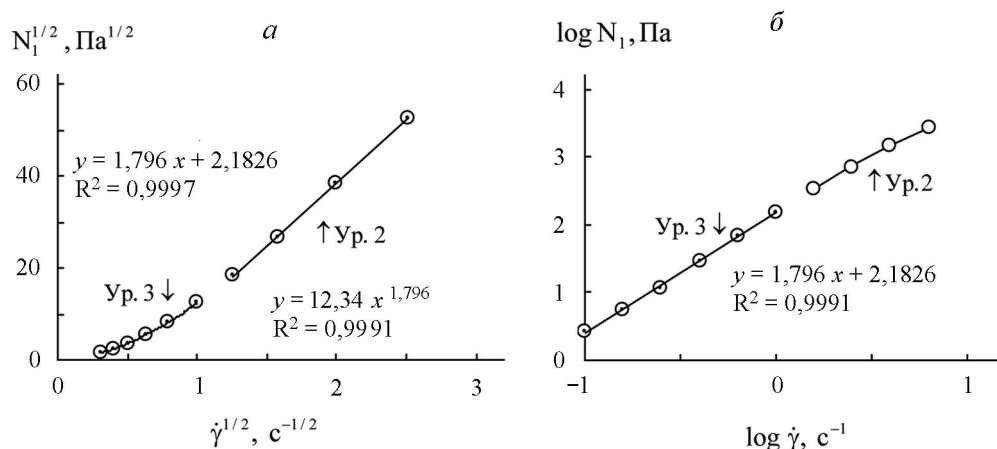 N₁^{1/2}, Па^{1/2}
а
60
40
20
0
0
1
2
3
y = 1,796 x + 2,1826
R² = 0,9997
↑ Ур. 2
Ур. 3 ↓
y = 12,34 x^{1,796}
R² = 0,9991
γ̇^{1/2}, с^{−1/2}
log N₁, Па
б
4
3
2
1
0
−1
0
1
↑ Ур.2
Ур. 3 ↓
y = 1,796 x + 2,1826
R² = 0,9991
log γ̇, с^{−1}